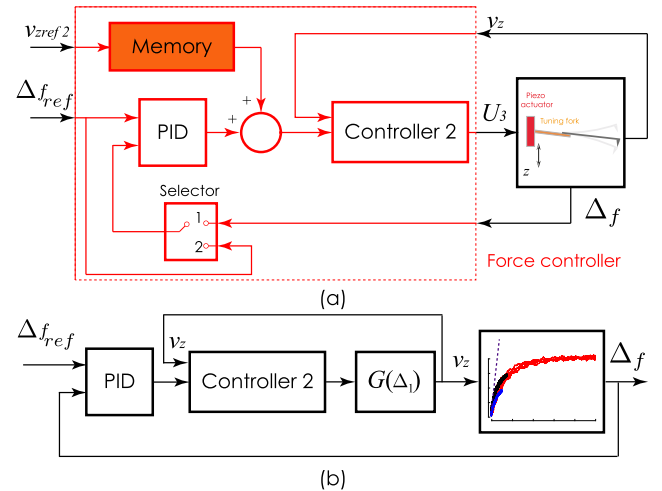 v_zref 2
Memory
v_z
Δf_ref
+
+
PID
Controller 2
U_3
Piezo
actuator
Tuning fork
z
Selector
1
2
Δ_f
Force controller
(a)
Δf_ref
v_z
PID
Controller 2
G(Δ_1)
v_z
Δ_f
(b)